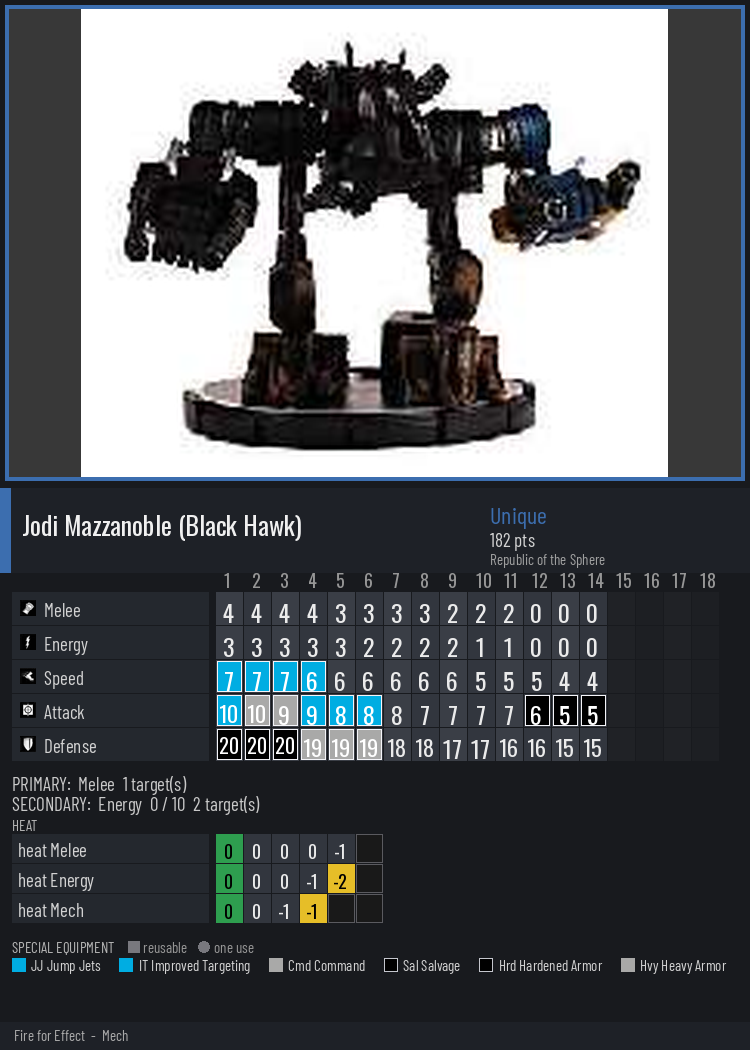 Jodi Mazzanoble (Black Hawk)
Unique
182 pts
Republic of the Sphere
1 2 3 4 5 6 7 8 9 10 11 12 13 14 15 16 17 18
Melee 4 4 4 4 3 3 3 3 2 2 2 0 0 0
Energy 3 3 3 3 3 2 2 2 2 1 1 0 0 0
Speed 7 7 7 6 6 6 6 6 6 5 5 5 4 4
Attack 10 10 9 9 8 8 8 7 7 7 7 6 5 5
Defense 20 20 20 19 19 19 18 18 17 17 16 16 15 15
PRIMARY: Melee 1 target(s)
SECONDARY: Energy 0 / 10 2 target(s)
HEAT
heat Melee 0 0 0 0 -1
heat Energy 0 0 0 -1 -2
heat Mech 0 0 -1 -1
SPECIAL EQUIPMENT reusable one use
JJ Jump Jets IT Improved Targeting Cmd Command Sal Salvage Hrd Hardened Armor Hvy Heavy Armor
Fire for Effect - Mech